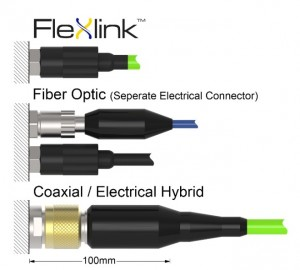 FleXlink™
Fiber Optic (Seperate Electrical Connector)
Coaxial / Electrical Hybrid
100mm